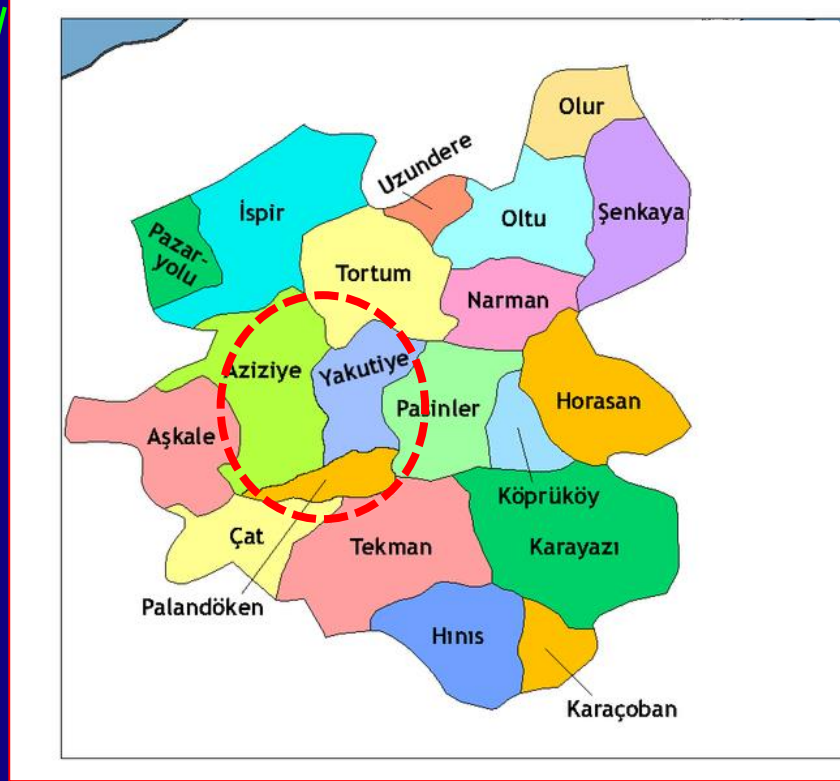 Olur
Uzundere
İspir
Oltu
Şenkaya
Pazar-
yolu
Tortum
Narman
Aziziye
Yakutiye
Pasinler
Horasan
Aşkale
Köprüköy
Çat
Tekman
Karayazı
Palandöken
Hınıs
Karaçoban